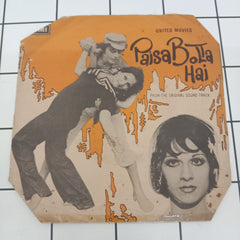 UNITED MOVIES
Paisa Bolta
Hai
FROM THE ORIGINAL SOUND TRACK